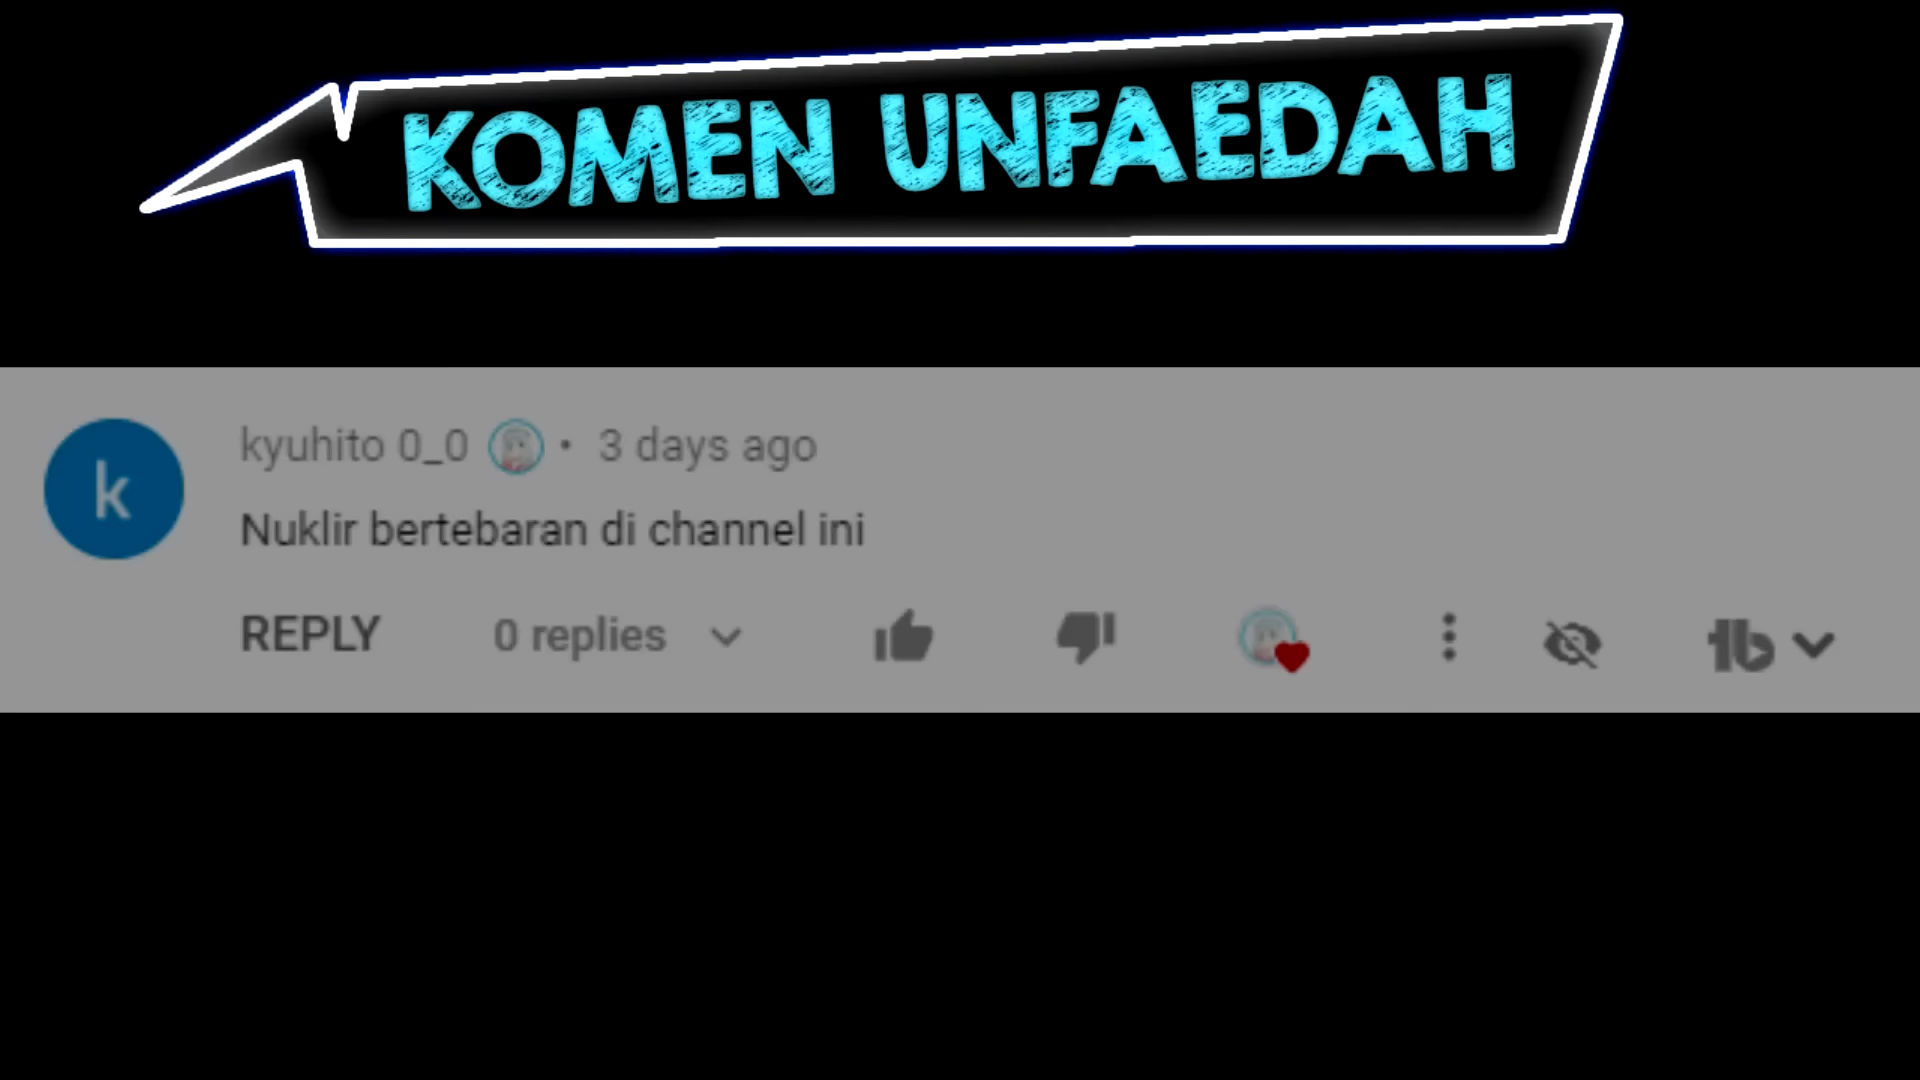 KOMEN UNFAEDAH
k
kyuhito 0_0 • 3 days ago
Nuklir bertebaran di channel ini
REPLY 0 replies